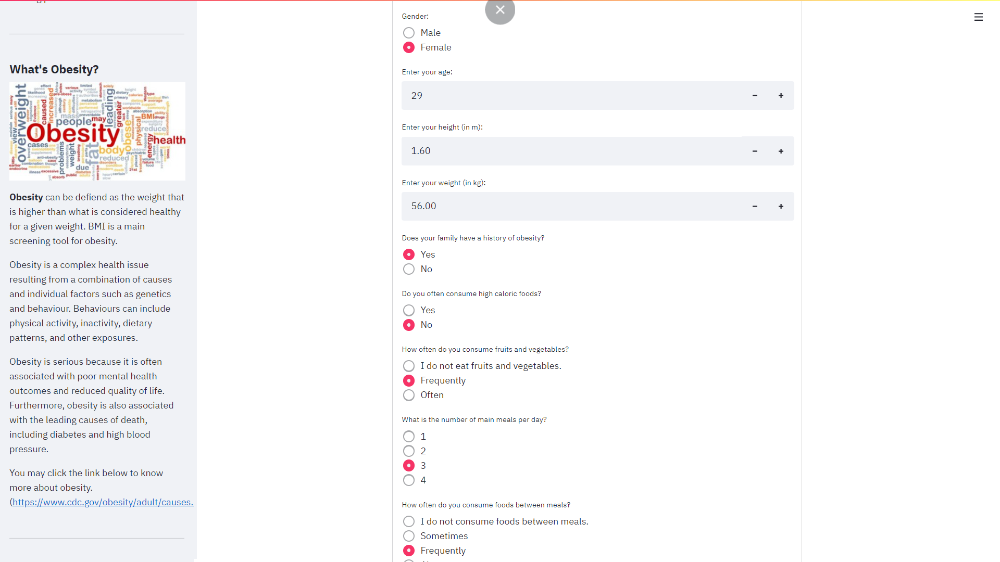 What's Obesity?
overweight
caused
increased
people
may
leading
greater
BMI
physical
reduce
Obesity
obese
health
cases
problems
weight
fat
body
reduced
energy
due
Obesity can be defiend as the weight that
is higher than what is considered healthy
for a given weight. BMI is a main
screening tool for obesity.
Obesity is a complex health issue
resulting from a combination of causes
and individual factors such as genetics
and behaviour. Behaviours can include
physical activity, inactivity, dietary
patterns, and other exposures.
Obesity is serious because it is often
associated with poor mental health
outcomes and reduced quality of life.
Furthermore, obesity is also associated
with the leading causes of death,
including diabetes and high blood
pressure.
You may click the link below to know
more about obesity.
(https://www.cdc.gov/obesity/adult/causes.
Gender:
Male
Female
Enter your age:
29
Enter your height (in m):
1.60
Enter your weight (in kg):
56.00
Does your family have a history of obesity?
Yes
No
Do you often consume high caloric foods?
Yes
No
How often do you consume fruits and vegetables?
I do not eat fruits and vegetables.
Frequently
Often
What is the number of main meals per day?
1
2
3
4
How often do you consume foods between meals?
I do not consume foods between meals.
Sometimes
Frequently